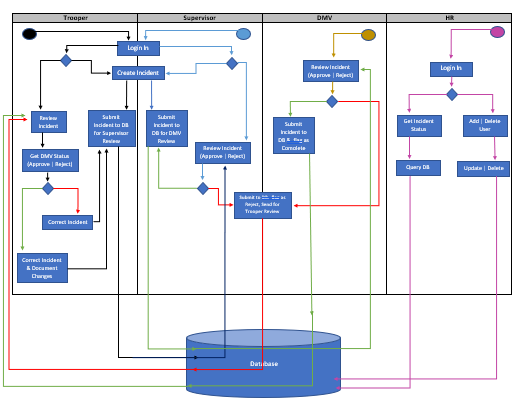 Trooper
Supervisor
DMV
HR
Log In
Create Incident
Review
Incident
Submit
Incident to DB
for Supervisor
Review
Submit
Incident to
DB for DMV
Review
Get DMV Status
(Approve | Reject)
Correct Incident
Correct Incident
& Document
Changes
Review Incident
(Approve | Reject)
Submit to as
Reject, Send for
Trooper Review
Review Incident
(Approve | Reject)
Submit
Incident to
DB & as
Complete
Log In
Get Incident
Status
Add | Delete
User
Query DB
Update | Delete
Database